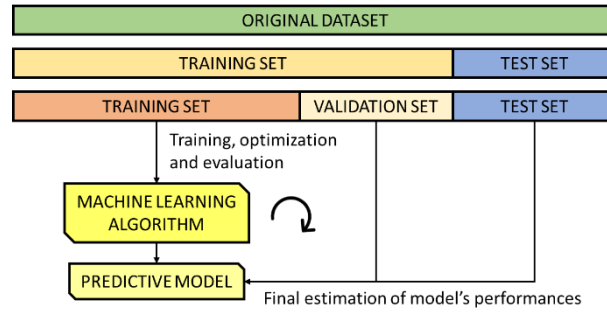 ORIGINAL DATASET
TRAINING SET TEST SET
TRAINING SET VALIDATION SET TEST SET
Training, optimization
and evaluation
MACHINE LEARNING
ALGORITHM
PREDICTIVE MODEL
Final estimation of model's performances